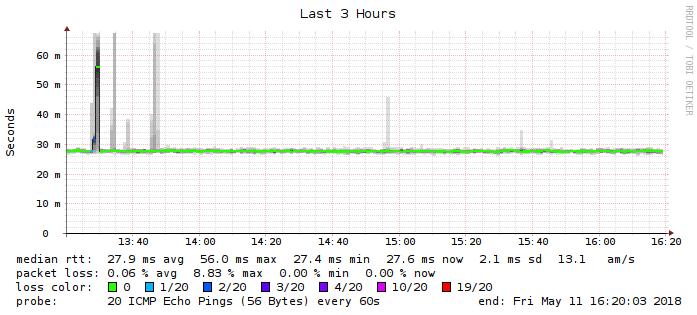 Last 3 Hours
RRDTOOL / TOBI OETIKER
Seconds
60 m
50 m
40 m
30 m
20 m
10 m
0
13:40 14:00 14:20 14:40 15:00 15:20 15:40 16:00 16:20
median rtt: 27.9 ms avg 56.0 ms max 27.4 ms min 27.6 ms now 2.1 ms sd 13.1 am/s
packet loss: 0.06 % avg 8.83 % max 0.00 % min 0.00 % now
loss color: 0 1/20 2/20 3/20 4/20 10/20 19/20
probe: 20 ICMP Echo Pings (56 Bytes) every 60s end: Fri May 11 16:20:03 2018